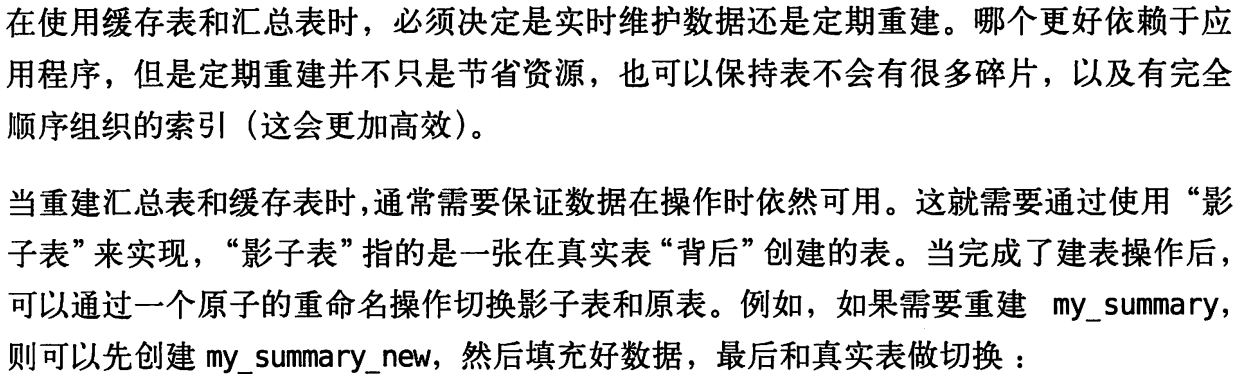 在使用缓存表和汇总表时，必须决定是实时维护数据还是定期重建。哪个更好依赖于应
用程序，但是定期重建并不只是节省资源，也可以保持表不会有很多碎片，以及有完全
顺序组织的索引（这会更加高效）。
当重建汇总表和缓存表时，通常需要保证数据在操作时依然可用。这就需要通过使用“影
子表”来实现，“影子表”指的是一张在真实表“背后”创建的表。当完成了建表操作后，
可以通过一个原子的重命名操作切换影子表和原表。例如，如果需要重建 my_summary，
则可以先创建 my_summary_new，然后填充好数据，最后和真实表做切换：